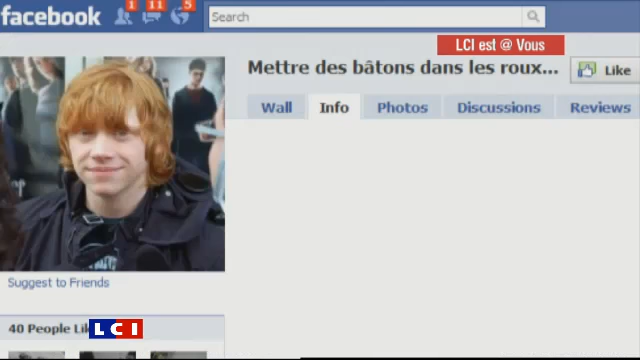 facebook 1 11 5 Search
LCI est @ Vous
Mettre des bâtons dans les roux... Like
Wall Info Photos Discussions Reviews
Suggest to Friends
40 People Lik
LCI